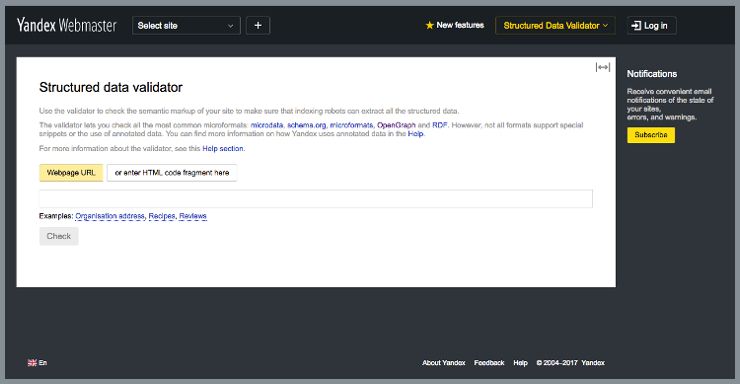 Yandex Webmaster
Select site
+
New features
Structured Data Validator
Log in
Structured data validator
Use the validator to check the semantic markup of your site to make sure that indexing robots can extract all the structured data.
The validator lets you check all the most common microformats: microdata, schema.org, microformats, OpenGraph and RDF. However, not all formats support special
snippets or the use of annotated data. You can find more information on how Yandex uses annotated data in the Help.
For more information about the validator, see this Help section.
Webpage URL
or enter HTML code fragment here
Examples: Organisation address, Recipes, Reviews
Check
Notifications
Receive convenient email
notifications of the state of
your sites,
errors, and warnings.
Subscribe
En
About Yandex
Feedback
Help
© 2004–2017 Yandex